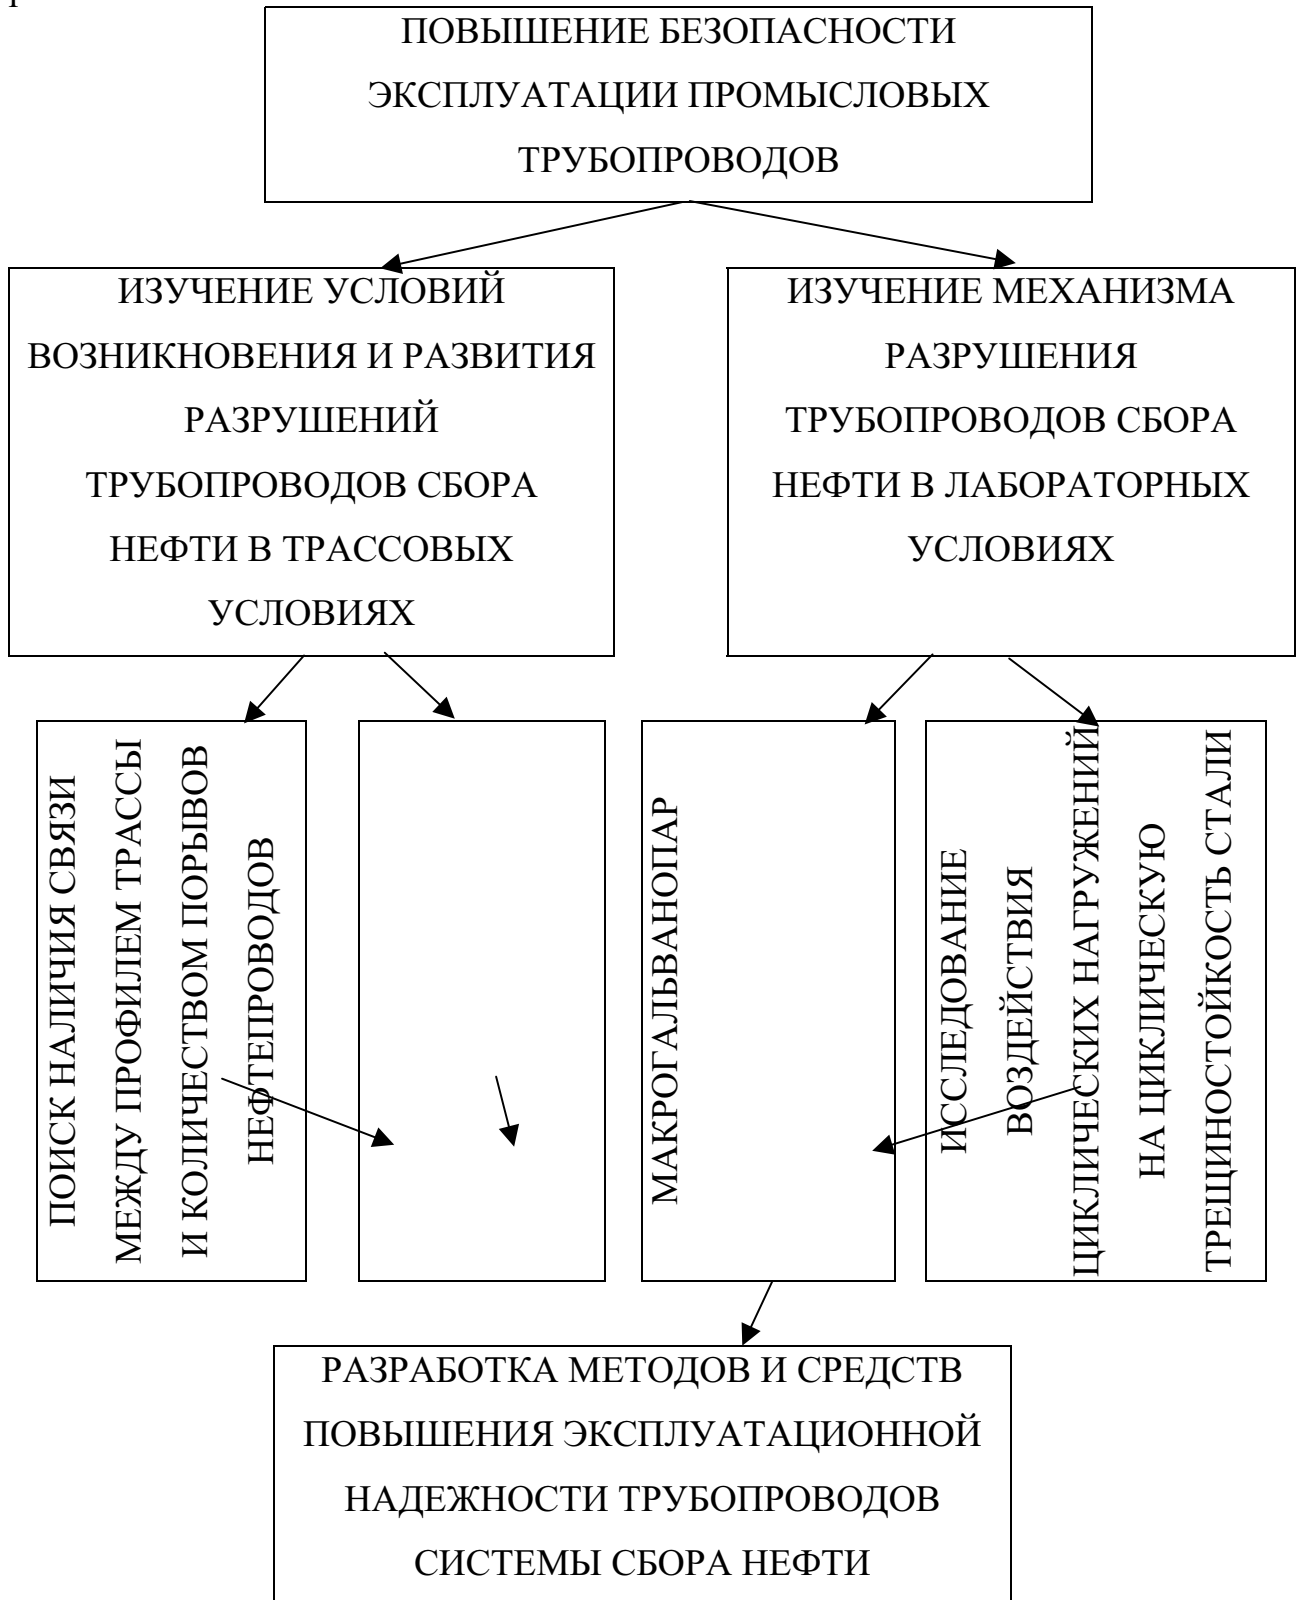 ПОВЫШЕНИЕ БЕЗОПАСНОСТИ
ЭКСПЛУАТАЦИИ ПРОМЫСЛОВЫХ
ТРУБОПРОВОДОВ
ИЗУЧЕНИЕ УСЛОВИЙ
ВОЗНИКНОВЕНИЯ И РАЗВИТИЯ
РАЗРУШЕНИЙ
ТРУБОПРОВОДОВ СБОРА
НЕФТИ В ТРАССОВЫХ
УСЛОВИЯХ
ИЗУЧЕНИЕ МЕХАНИЗМА
РАЗРУШЕНИЯ
ТРУБОПРОВОДОВ СБОРА
НЕФТИ В ЛАБОРАТОРНЫХ
УСЛОВИЯХ
ПОИСК НАЛИЧИЯ СВЯЗИ
МЕЖДУ ПРОФИЛЕМ ТРАССЫ
И КОЛИЧЕСТВОМ ПОРЫВОВ
НЕФТЕПРОВОДОВ
МАКРОГАЛЬВАНОПАР
ИССЛЕДОВАНИЕ
ВОЗДЕЙСТВИЯ
ЦИКЛИЧЕСКИХ НАГРУЖЕНИЙ
НА ЦИКЛИЧЕСКУЮ
ТРЕЩИНОСТОЙКОСТЬ СТАЛИ
РАЗРАБОТКА МЕТОДОВ И СРЕДСТВ
ПОВЫШЕНИЯ ЭКСПЛУАТАЦИОННОЙ
НАДЕЖНОСТИ ТРУБОПРОВОДОВ
СИСТЕМЫ СБОРА НЕФТИ